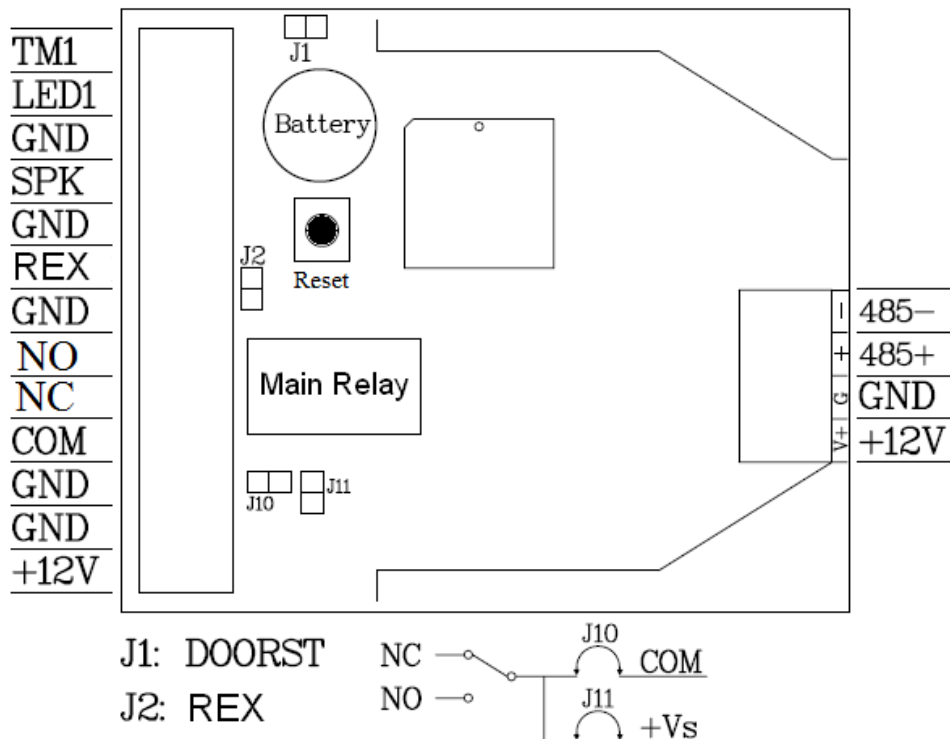 TM1
LED1
GND
SPK
GND
REX
GND
NO
NC
COM
GND
GND
+12V
J1
Battery
Reset
J2
Main Relay
J10
J11
- 485-
+ 485+
G GND
V+ +12V
J1: DOORST
J2: REX
NC
NO
J10
COM
J11
+Vs